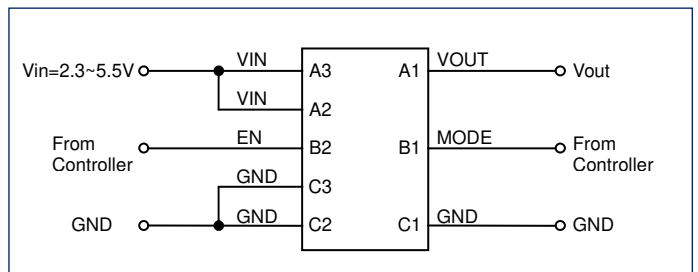 Vin=2.3~5.5V VIN A3 A1 VOUT Vout
VIN A2
From Controller EN B2 B1 MODE From Controller
GND C3
GND GND C2 C1 GND GND